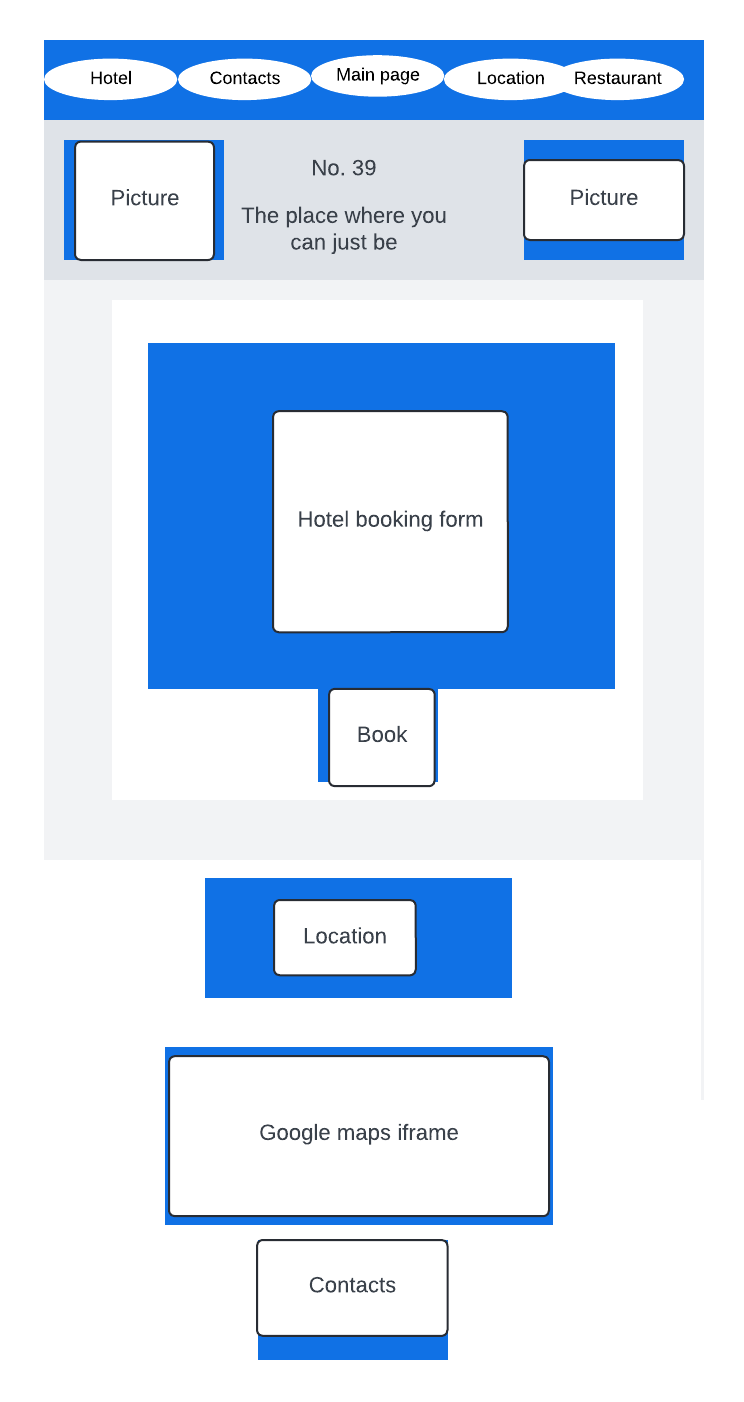 Hotel
Contacts
Main page
Location
Restaurant
Picture
No. 39
The place where you
can just be
Picture
Hotel booking form
Book
Location
Google maps iframe
Contacts